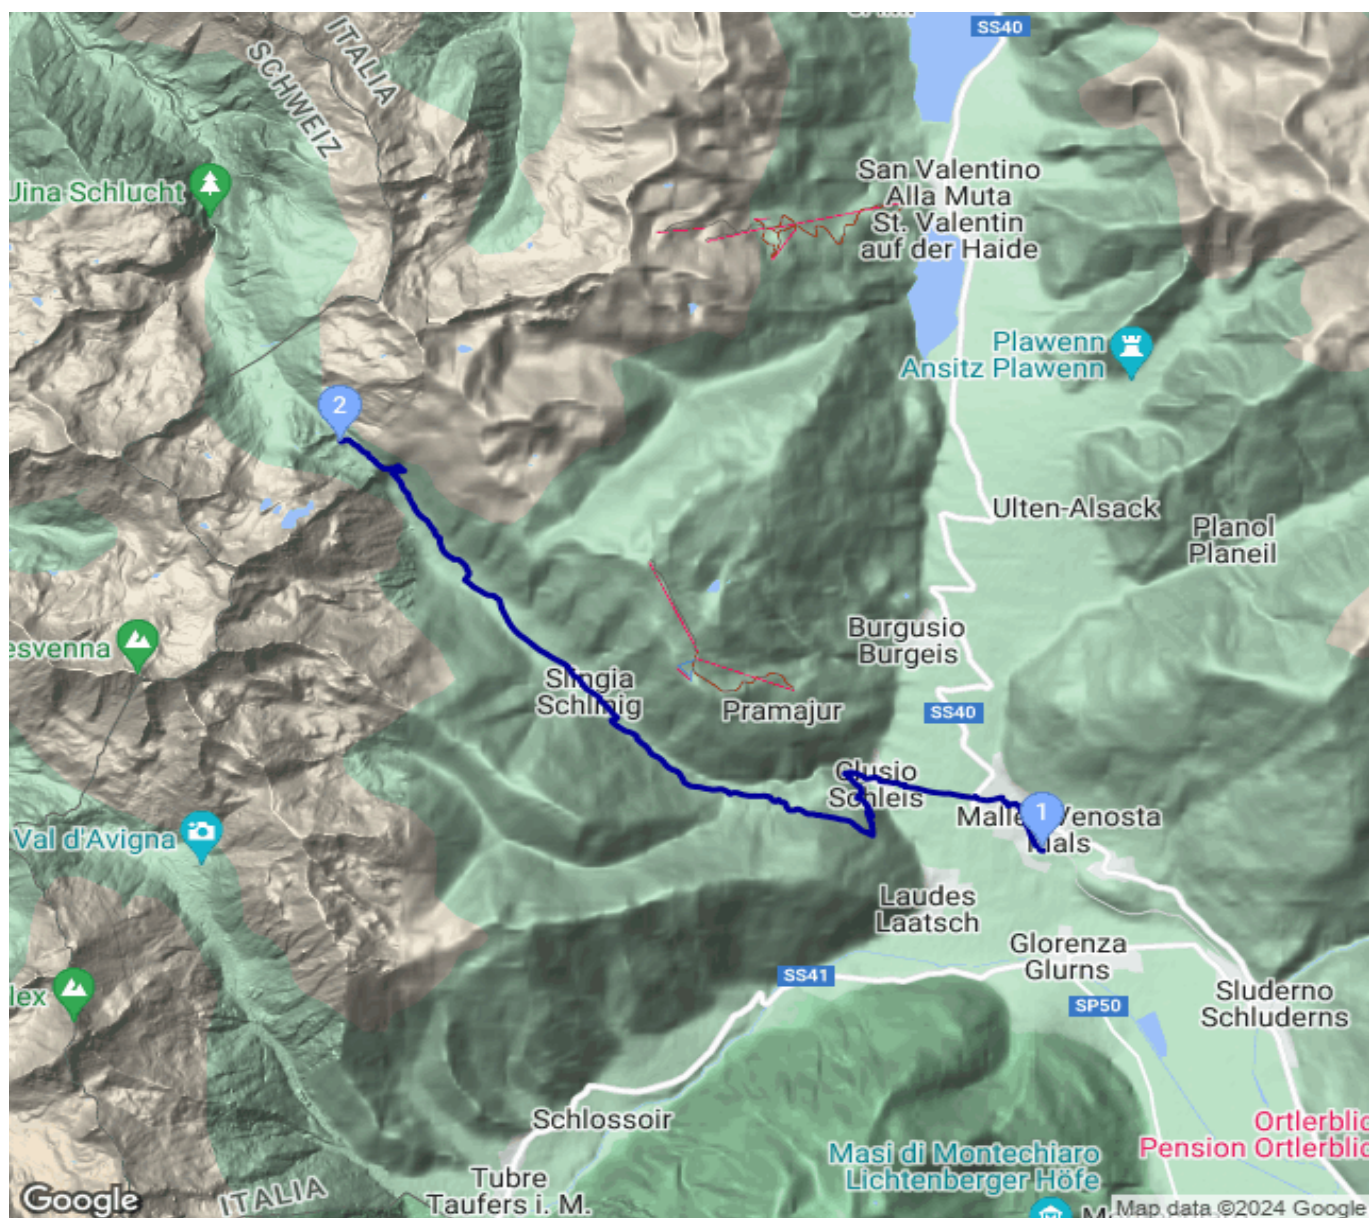 SS40
ITALIA
SCHWEIZ
San Valentino
Alla Muta
St. Valentin
auf der Haide
Uina Schlucht
Plawenn
Ansitz Plawenn
2
Ulten-Alsack
Planol
Planeil
Burgusio
Burgeis
esvenna
Slingia
Schlinig
Pramajur
SS40
Clusio
Schleis
1
Malles Venosta
Mals
Val d'Avigna
Laudes
Laatsch
Glorenza
Glurns
SS41
SP50
Sluderno
Schluderns
lex
Schlossoir
Ortlerblic
Pension Ortlerblic
Masi di Montechiaro
Lichtenberger Höfe
Tubre
Taufers i. M.
ITALIA
Google
Map data ©2024 Google